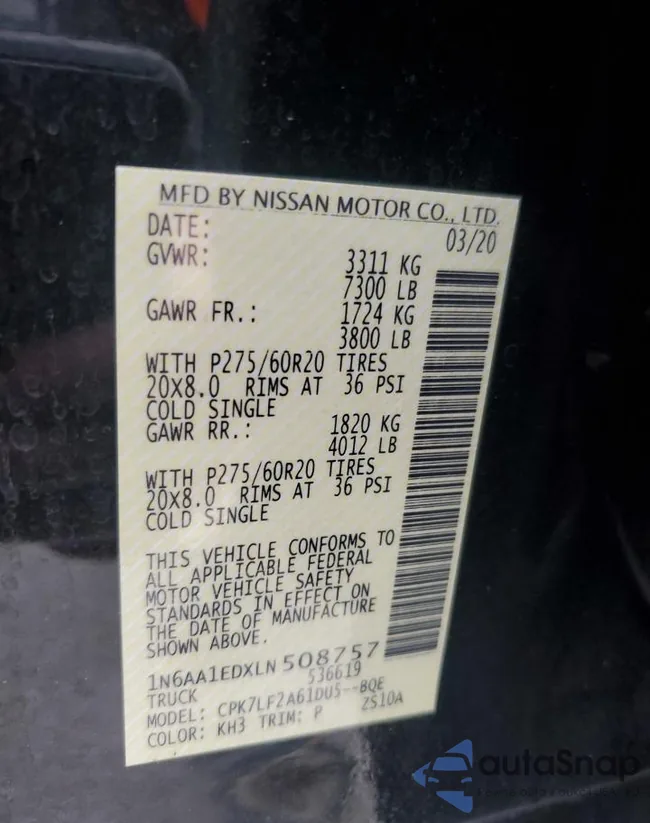 MFD BY NISSAN MOTOR CO., LTD.
DATE: 03/20
GVWR: 3311 KG
7300 LB
GAWR FR.: 1724 KG
3800 LB
WITH P275/60R20 TIRES
20X8.0 RIMS AT 36 PSI
COLD SINGLE
GAWR RR.: 1820 KG
4012 LB
WITH P275/60R20 TIRES
20X8.0 RIMS AT 36 PSI
COLD SINGLE
THIS VEHICLE CONFORMS TO
ALL APPLICABLE FEDERAL
MOTOR VEHICLE SAFETY
STANDARDS IN EFFECT ON
THE DATE OF MANUFACTURE
SHOWN ABOVE.
1N6AA1EDXLN508757
TRUCK 536619
MODEL: CPK7LF2A61DU5--BQE
COLOR: KH3 TRIM: P ZS10A
autoSnap